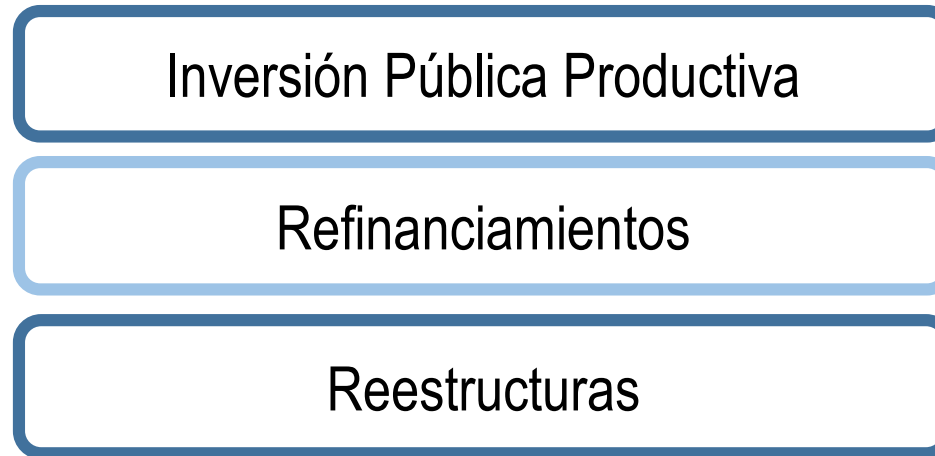 Inversión Pública Productiva
Refinanciamientos
Reestructuras